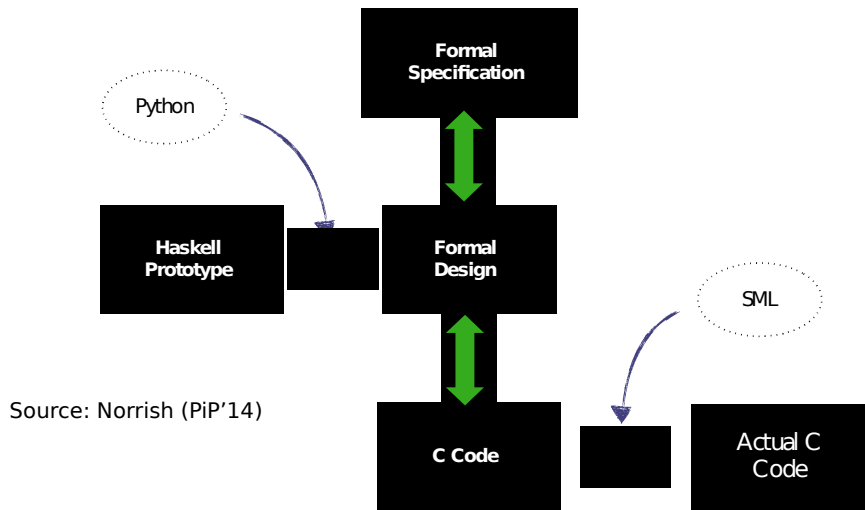 Formal
Specification
Python
Haskell
Prototype
Formal
Design
SML
Source: Norrish (PiP’14)
C Code
Actual C
Code